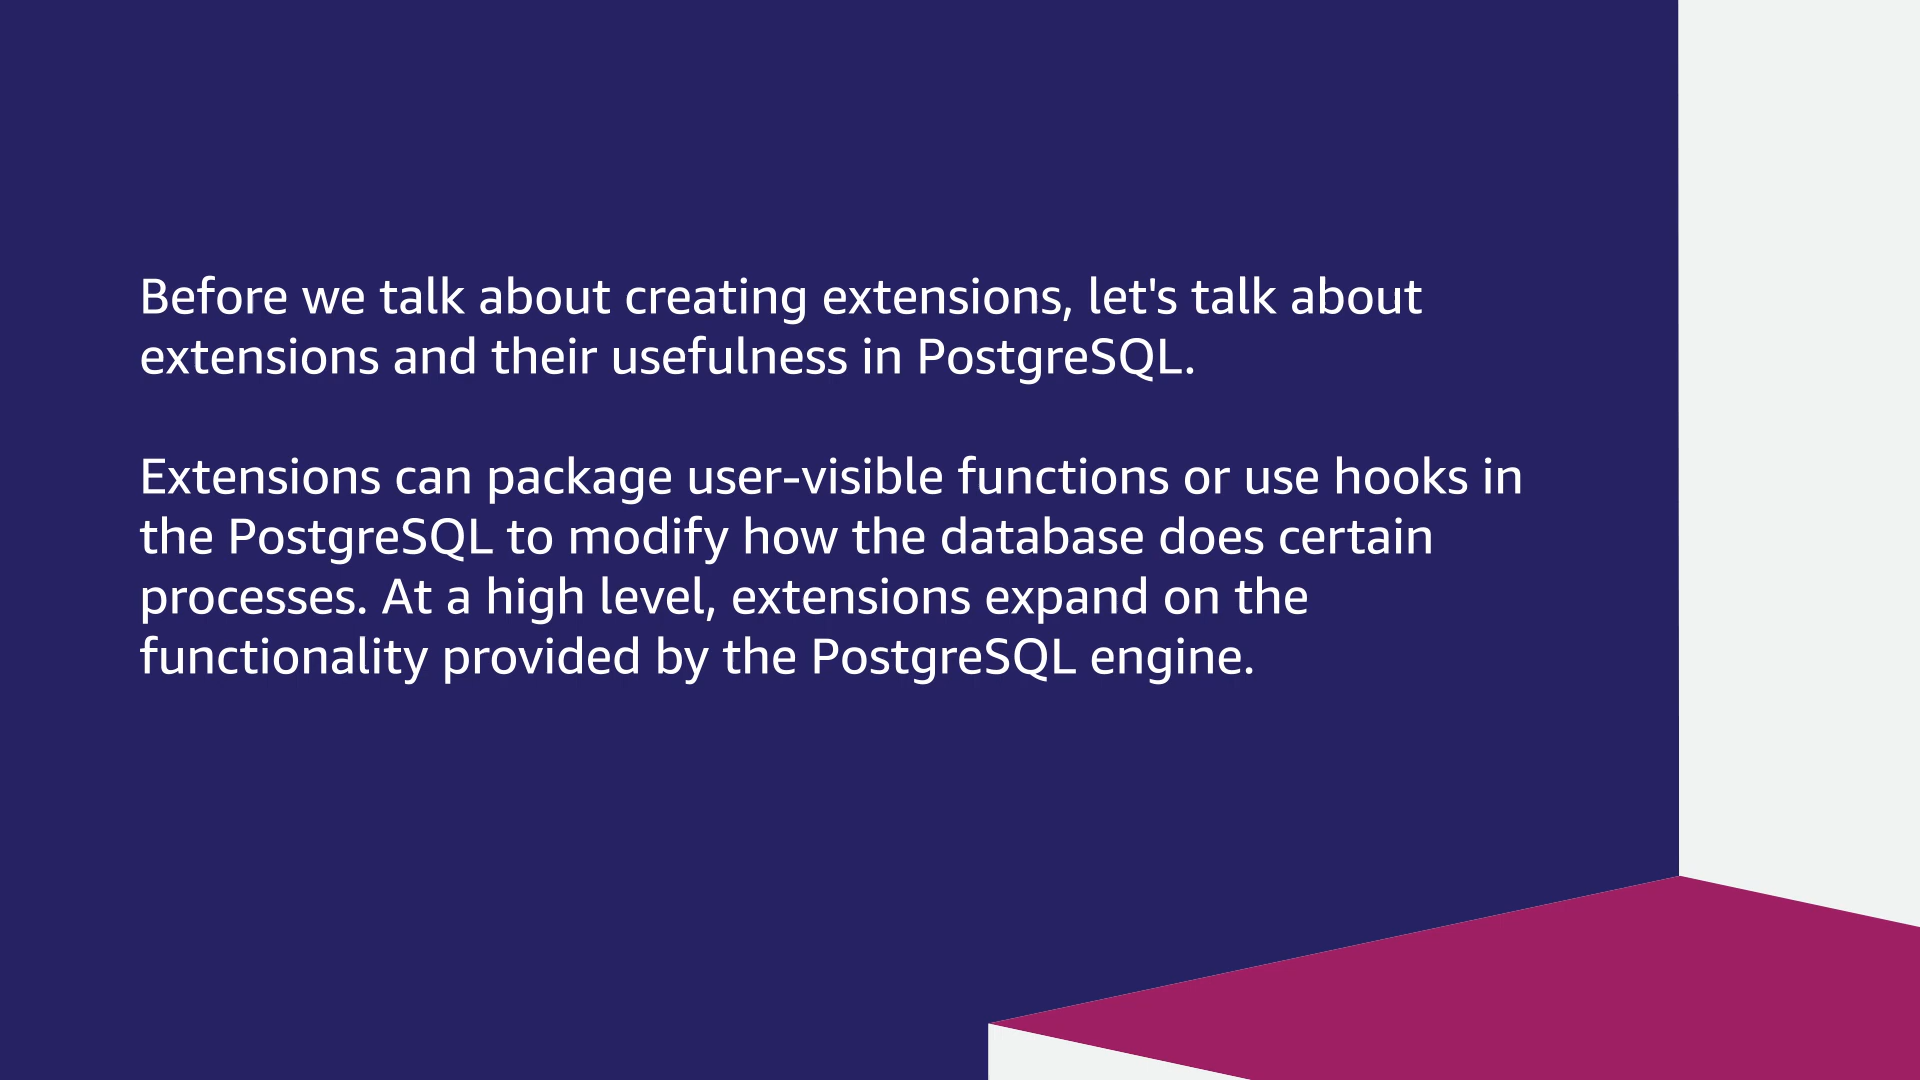 Before we talk about creating extensions, let's talk about
extensions and their usefulness in PostgreSQL.
Extensions can package user-visible functions or use hooks in
the PostgreSQL to modify how the database does certain
processes. At a high level, extensions expand on the
functionality provided by the PostgreSQL engine.